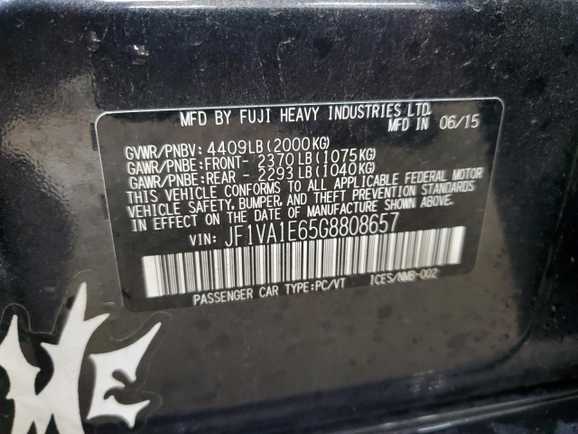 MFD BY FUJI HEAVY INDUSTRIES LTD.
MFD IN 06/15
GVWR/PNBV: 4409LB(2000KG)
GAWR/PNBE:FRONT- 2370LB(1075KG)
GAWR/PNBE:REAR - 2293LB(1040KG)
THIS VEHICLE CONFORMS TO ALL APPLICABLE FEDERAL MOTOR
VEHICLE SAFETY,BUMPER,AND THEFT PREVENTION STANDARDS
IN EFFECT ON THE DATE OF MANUFACTURE SHOWN ABOVE.
VIN: JF1VA1E65G8808657
PASSENGER CAR TYPE:PC/VT ICES/NMB-002
ME